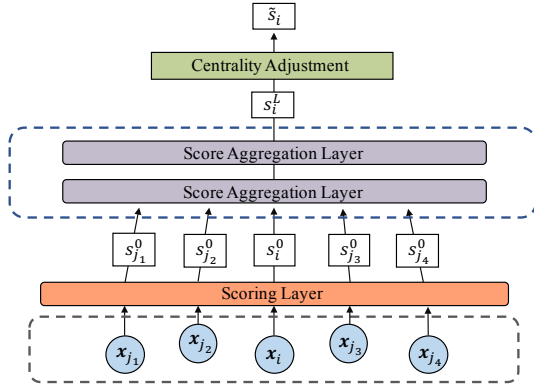 s̃_i
Centrality Adjustment
s_i^L
Score Aggregation Layer
Score Aggregation Layer
s_{j_1}^0 s_{j_2}^0 s_i^0 s_{j_3}^0 s_{j_4}^0
Scoring Layer
x_{j_1} x_{j_2} x_i x_{j_3} x_{j_4}